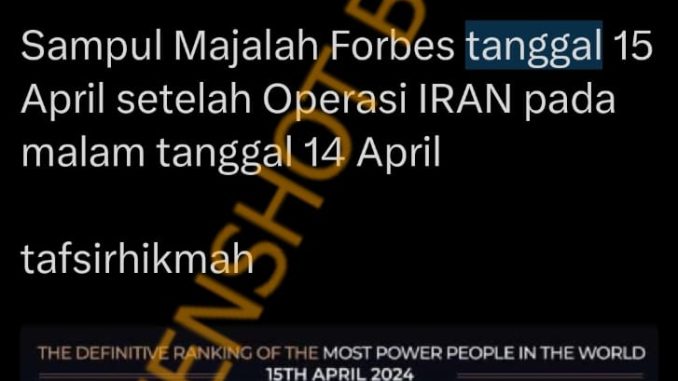 Sampul Majalah Forbes tanggal 15
April setelah Operasi IRAN pada
malam tanggal 14 April
tafsirhikmah
THE DEFINITIVE RANKING OF THE MOST POWER PEOPLE IN THE WORLD
15TH APRIL 2024